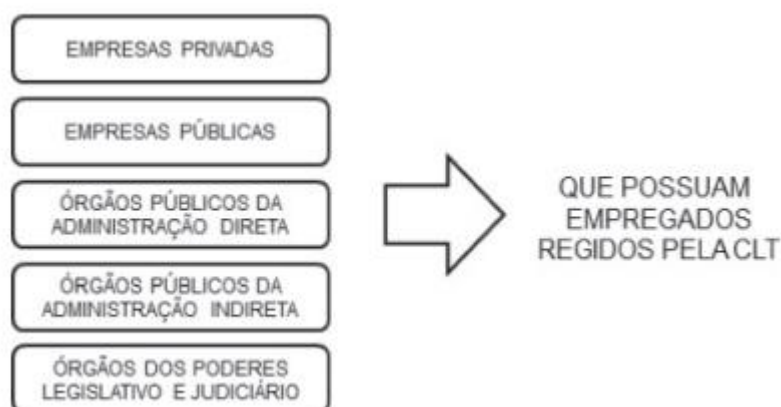 EMPRESAS PRIVADAS
EMPRESAS PÚBLICAS
ÓRGÃOS PÚBLICOS DA
ADMINISTRAÇÃO DIRETA
ÓRGÃOS PÚBLICOS DA
ADMINISTRAÇÃO INDIRETA
ÓRGÃOS DOS PODERES
LEGISLATIVO E JUDICIÁRIO
QUE POSSUAM
EMPREGADOS
REGIDOS PELA CLT